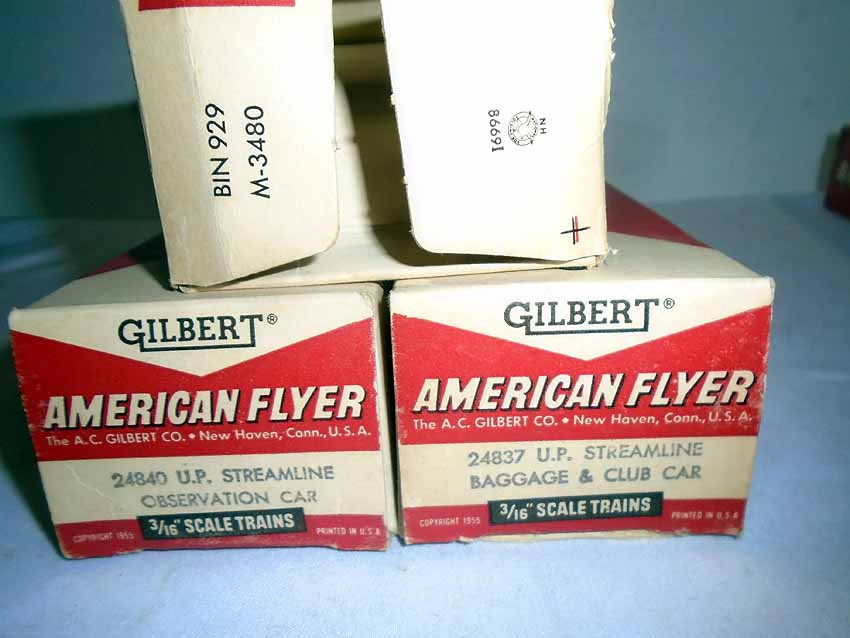 BIN 929
M-3480
I6998
NH
GILBERT®
AMERICAN FLYER
The A.C. GILBERT CO. • New Haven, Conn., U.S.A.
24840 U.P. STREAMLINE
OBSERVATION CAR
3/16" SCALE TRAINS
COPYRIGHT 1955
PRINTED IN U.S.A.
GILBERT®
AMERICAN FLYER
The A.C. GILBERT CO. • New Haven, Conn., U.S.A.
24837 U.P. STREAMLINE
BAGGAGE & CLUB CAR
3/16" SCALE TRAINS
COPYRIGHT 1955
PRINTED IN U.S.A.